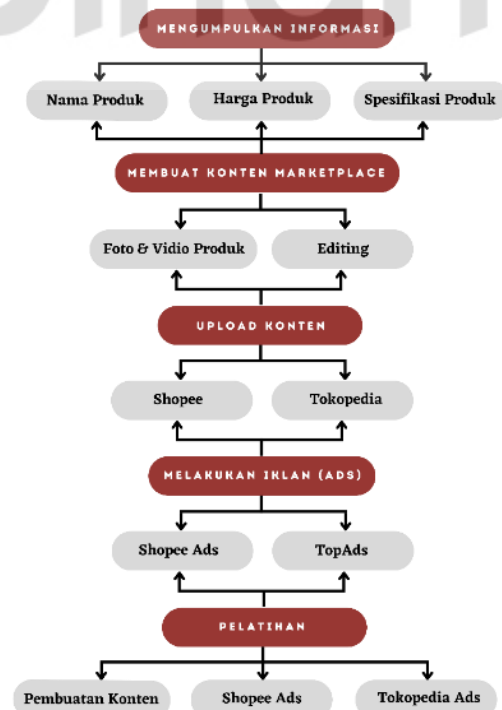 MENGUMPULKAN INFORMASI
Nama Produk
Harga Produk
Spesifikasi Produk
MEMBUAT KONTEN MARKETPLACE
Foto & Vidio Produk
Editing
UPLOAD KONTEN
Shopee
Tokopedia
MELAKUKAN IKLAN (ADS)
Shopee Ads
TopAds
PELATIHAN
Pembuatan Konten
Shopee Ads
Tokopedia Ads